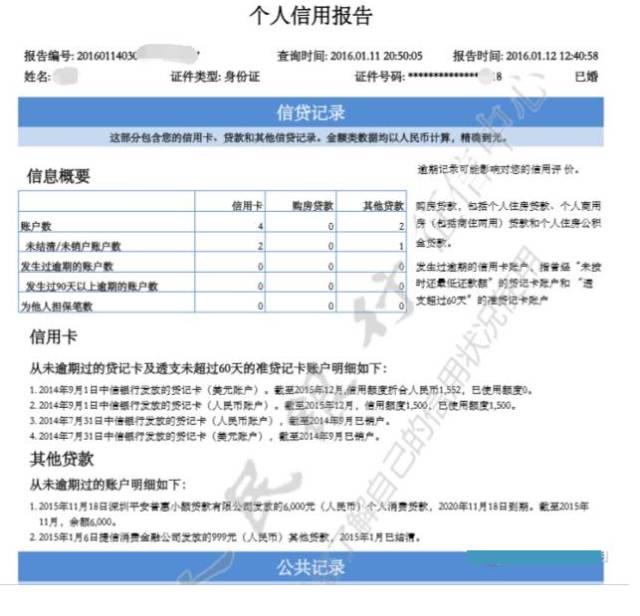 个人信用报告
报告编号: 2016011403 查询时间: 2016.01.11 20:50:05 报告时间: 2016.01.12 12:40:58
姓名: 证件类型: 身份证 证件号码: ***************18 已婚
信贷记录
这部分包含您的信用卡、贷款和其他信贷记录。金额类数据均以人民币计算，精确到元。
信息概要
逾期记录可能影响对您的信用评价。
信用卡 购房贷款 其他贷款
账户数 4 0 2
未结清/未销户账户数 2 0 1
发生过逾期的账户数 0 0 0
发生过90天以上逾期的账户数 0 0 0
为他人担保笔数 0 0 0
购房贷款，包括个人住房贷款、个人商用
房（包括商住两用）贷款和个人住房公积
金贷款。
发生过逾期的信用卡账户，指曾经“未按
时还最低还款额”的贷记卡账户和“透
支超过60天”的准贷记卡账户
信用卡
从未逾期过的贷记卡及透支未超过60天的准贷记卡账户明细如下：
1.2014年9月1日中信银行发放的贷记卡（美元账户）。截至2015年12月,信用额度折合人民币1,552，已使用额度0。
2.2014年9月1日中信银行发放的贷记卡（人民币账户）。截至2015年12月，信用额度1,500，已使用额度1,500。
3.2014年7月31日中信银行发放的贷记卡（人民币账户），截至2014年9月已销户。
4.2014年7月31日中信银行发放的贷记卡（美元账户），截至2014年9月已销户。
其他贷款
从未逾期过的账户明细如下：
1.2015年11月18日深圳平安普惠小额贷款有限公司发放的6,000元（人民币）个人消费贷款，2020年11月18日到期。截至2015年
11月，余额6,000。
2.2015年1月6日捷信消费金融公司发放的999元（人民币）其他贷款，2015年1月已结清。
公共记录
人民银行征信中心
了解自己的信用状况使用